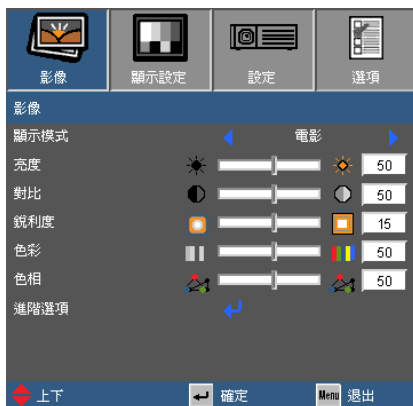 影像 顯示設定 設定 選項
影像
顯示模式 電影
亮度 50
對比 50
銳利度 15
色彩 50
色相 50
進階選項
上下 確定 Menu 退出